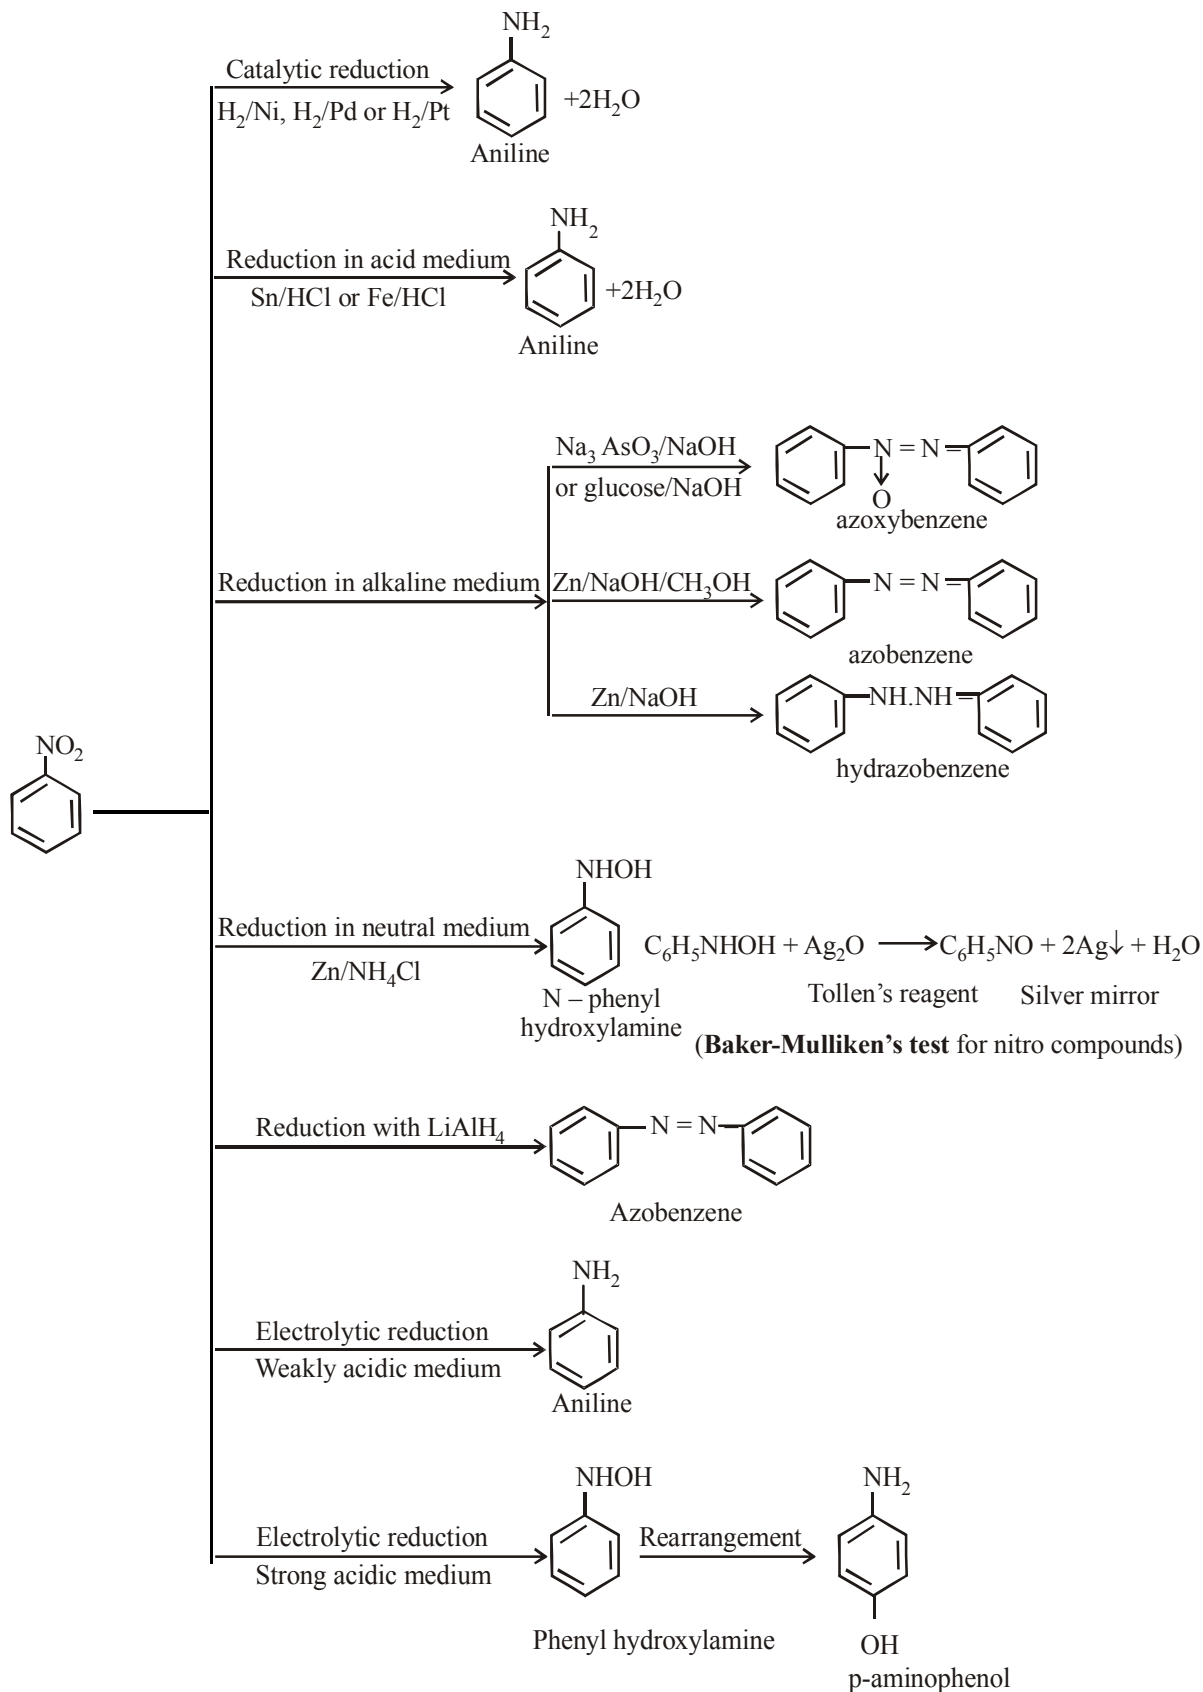 NH₂
Catalytic reduction
H₂/Ni, H₂/Pd or H₂/Pt
+2H₂O
Aniline
NH₂
Reduction in acid medium
Sn/HCl or Fe/HCl
+2H₂O
Aniline
Na₃ AsO₃/NaOH
or glucose/NaOH
N = N
O
azoxybenzene
Reduction in alkaline medium
Zn/NaOH/CH₃OH
N = N
azobenzene
Zn/NaOH
NH.NH
hydrazobenzene
NO₂
NHOH
Reduction in neutral medium
Zn/NH₄Cl
N – phenyl
hydroxylamine
C₆H₅NHOH + Ag₂O ⟶ C₆H₅NO + 2Ag↓ + H₂O
Tollen's reagent Silver mirror
(Baker-Mulliken's test for nitro compounds)
Reduction with LiAlH₄
N = N
Azobenzene
NH₂
Electrolytic reduction
Weakly acidic medium
Aniline
NHOH
Electrolytic reduction
Strong acidic medium
Phenyl hydroxylamine
Rearrangement
NH₂
OH
p-aminophenol